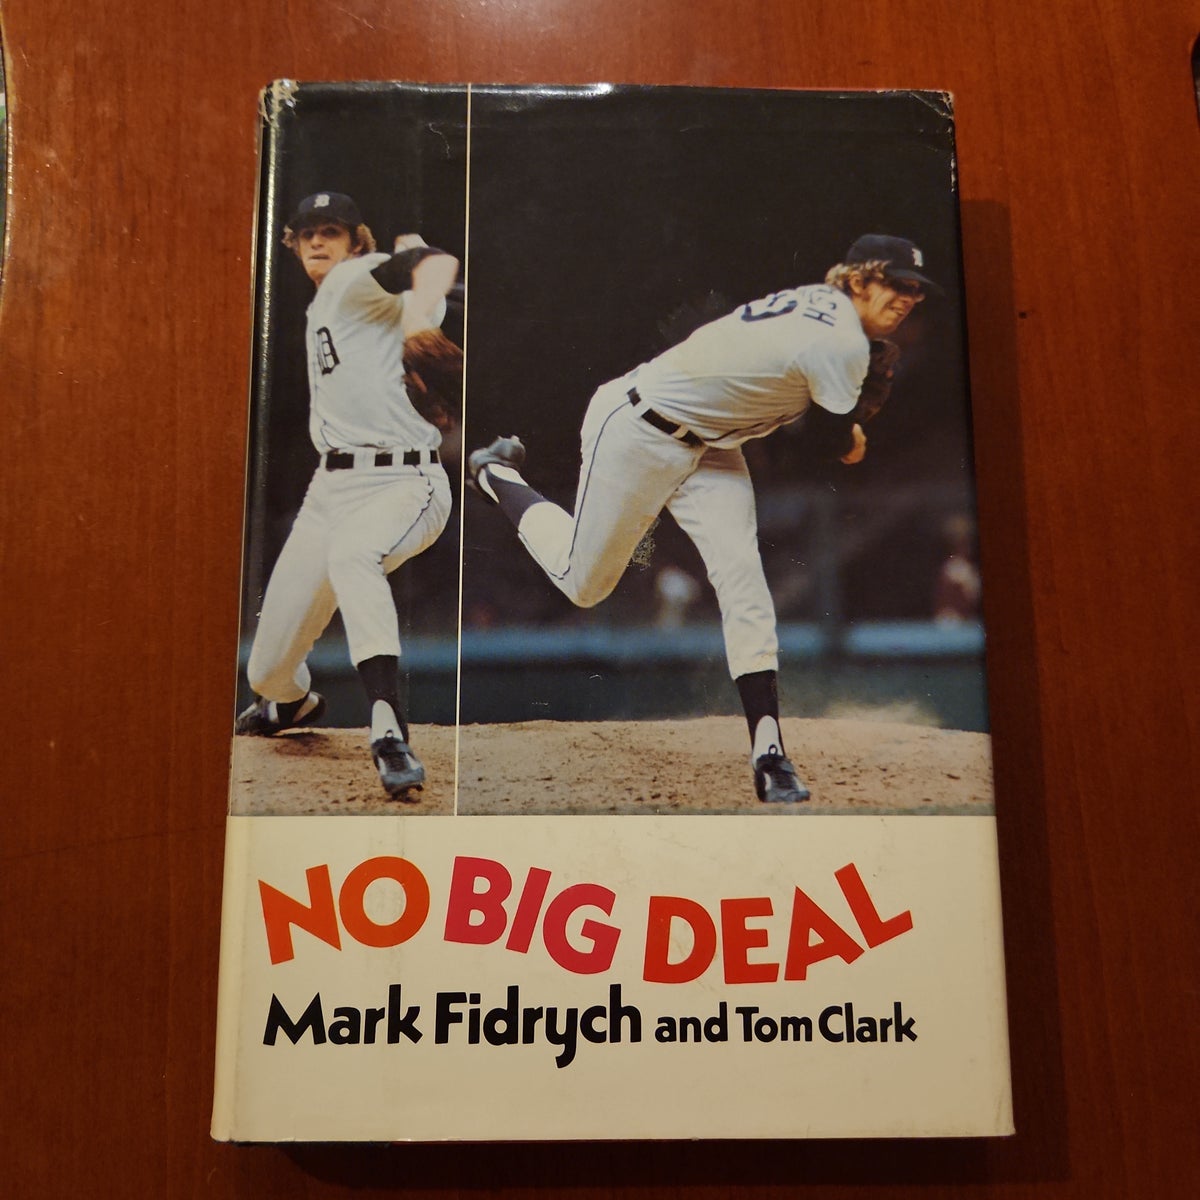 NO BIG DEAL
Mark Fidrych and Tom Clark